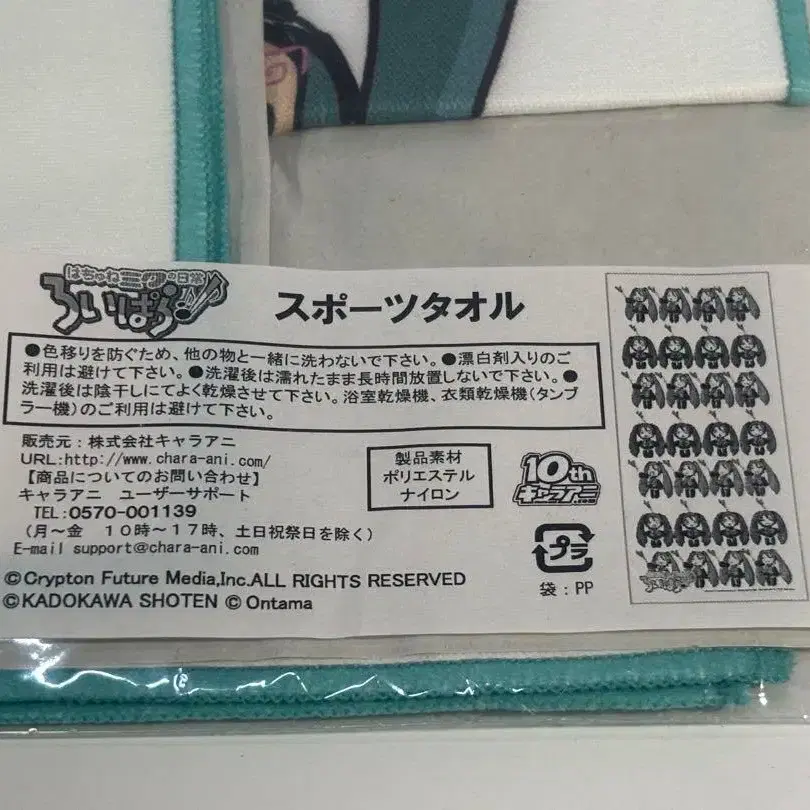 はちゅねミクの日常
ろいぱら!
スポーツタオル
●色移りを防ぐため、他の物と一緒に洗わないで下さい。●漂白剤入りのご
利用は避けて下さい。●洗濯後は濡れたまま長時間放置しないで下さい。●
洗濯後は陰干しにてよく乾燥させて下さい。浴室乾燥機、衣類乾燥機(タンブ
ラー機)のご利用は避けて下さい。
販売元:株式会社キャラアニ
URL:http://www.chara-ani.com/
【商品についてのお問い合わせ】
キャラアニ ユーザーサポート
TEL:0570-001139
(月〜金 10時〜17時、土日祝祭日を除く)
E-mail support@chara-ani.com
製品素材
ポリエステル
ナイロン
10th
キャラアニ
.com
プラ
袋:PP
©Crypton Future Media,Inc.ALL RIGHTS RESERVED
©KADOKAWA SHOTEN © Ontama